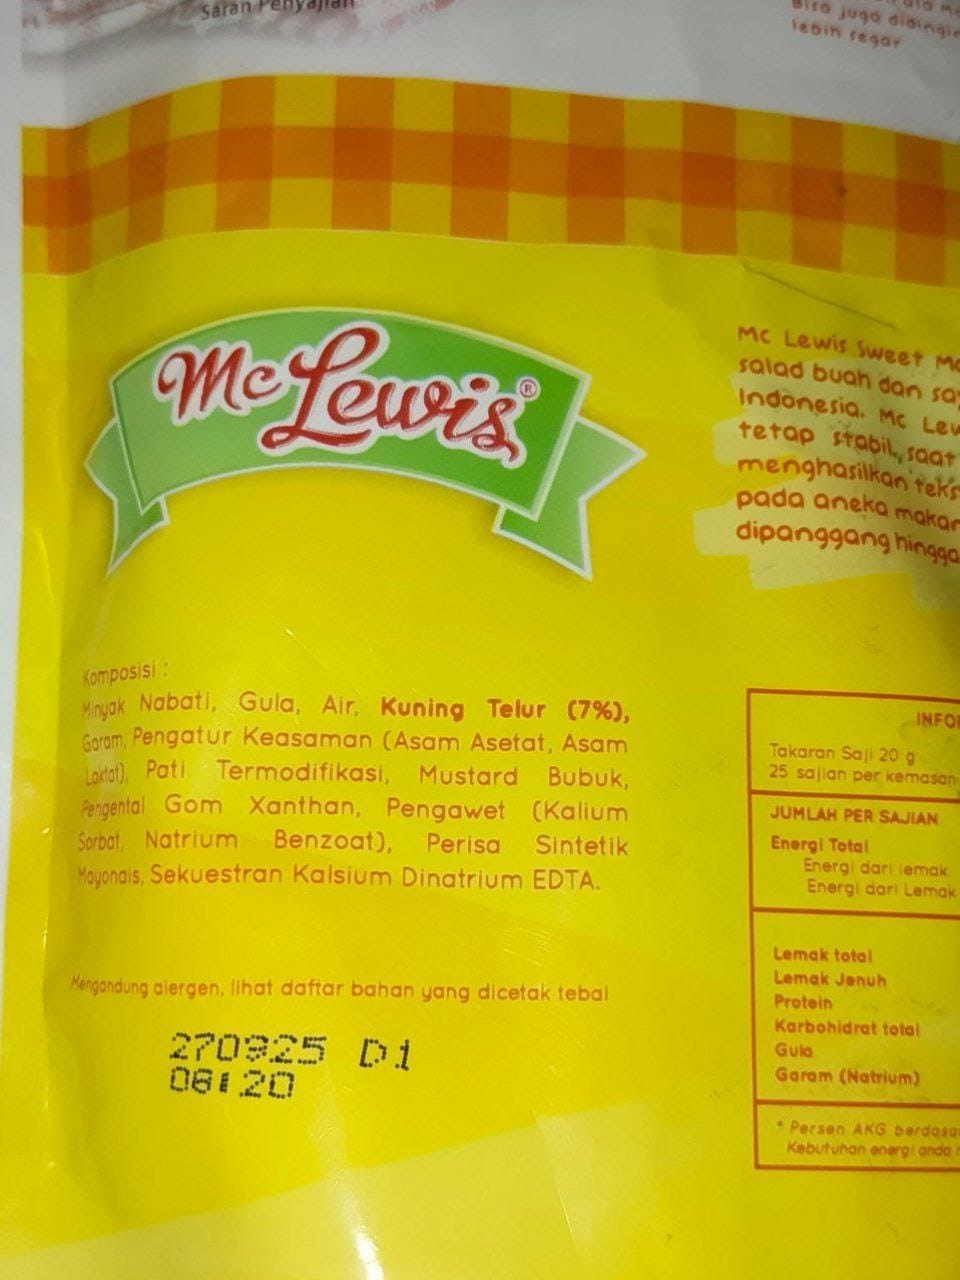 Saran Penyajian
Bisa juga didingin
lebih segar
Mc Lewis®
MC Lewis Sweet
salad buah dan sa
Indonesia. Mc Lew
tetap stabil, saat
menghasilkan teks
pada aneka makan
dipanggang hingga
Komposisi :
Minyak Nabati, Gula, Air, Kuning Telur (7%),
Garam, Pengatur Keasaman (Asam Asetat, Asam
Laktat), Pati Termodifikasi, Mustard Bubuk,
Pengental Gom Xanthan, Pengawet (Kalium
Sorbat, Natrium Benzoat), Perisa Sintetik
Mayonais, Sekuestran Kalsium Dinatrium EDTA.
Mengandung alergen, lihat daftar bahan yang dicetak tebal
270925 D1
08:20
INFO
Takaran Saji 20 g
25 sajian per kemasan
JUMLAH PER SAJIAN
Energi Total
Energi dari lemak
Energi dari Lemak
Lemak total
Lemak Jenuh
Protein
Karbohidrat total
Gula
Garam (Natrium)
* Persen AKG berdasa
Kebutuhan energi anda